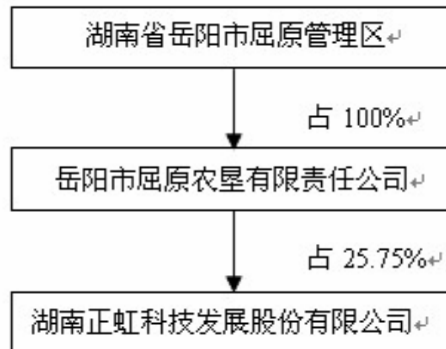 湖南省岳阳市屈原管理区↵
占 100%↵
岳阳市屈原农垦有限责任公司↵
占 25.75%↵
湖南正虹科技发展股份有限公司↵